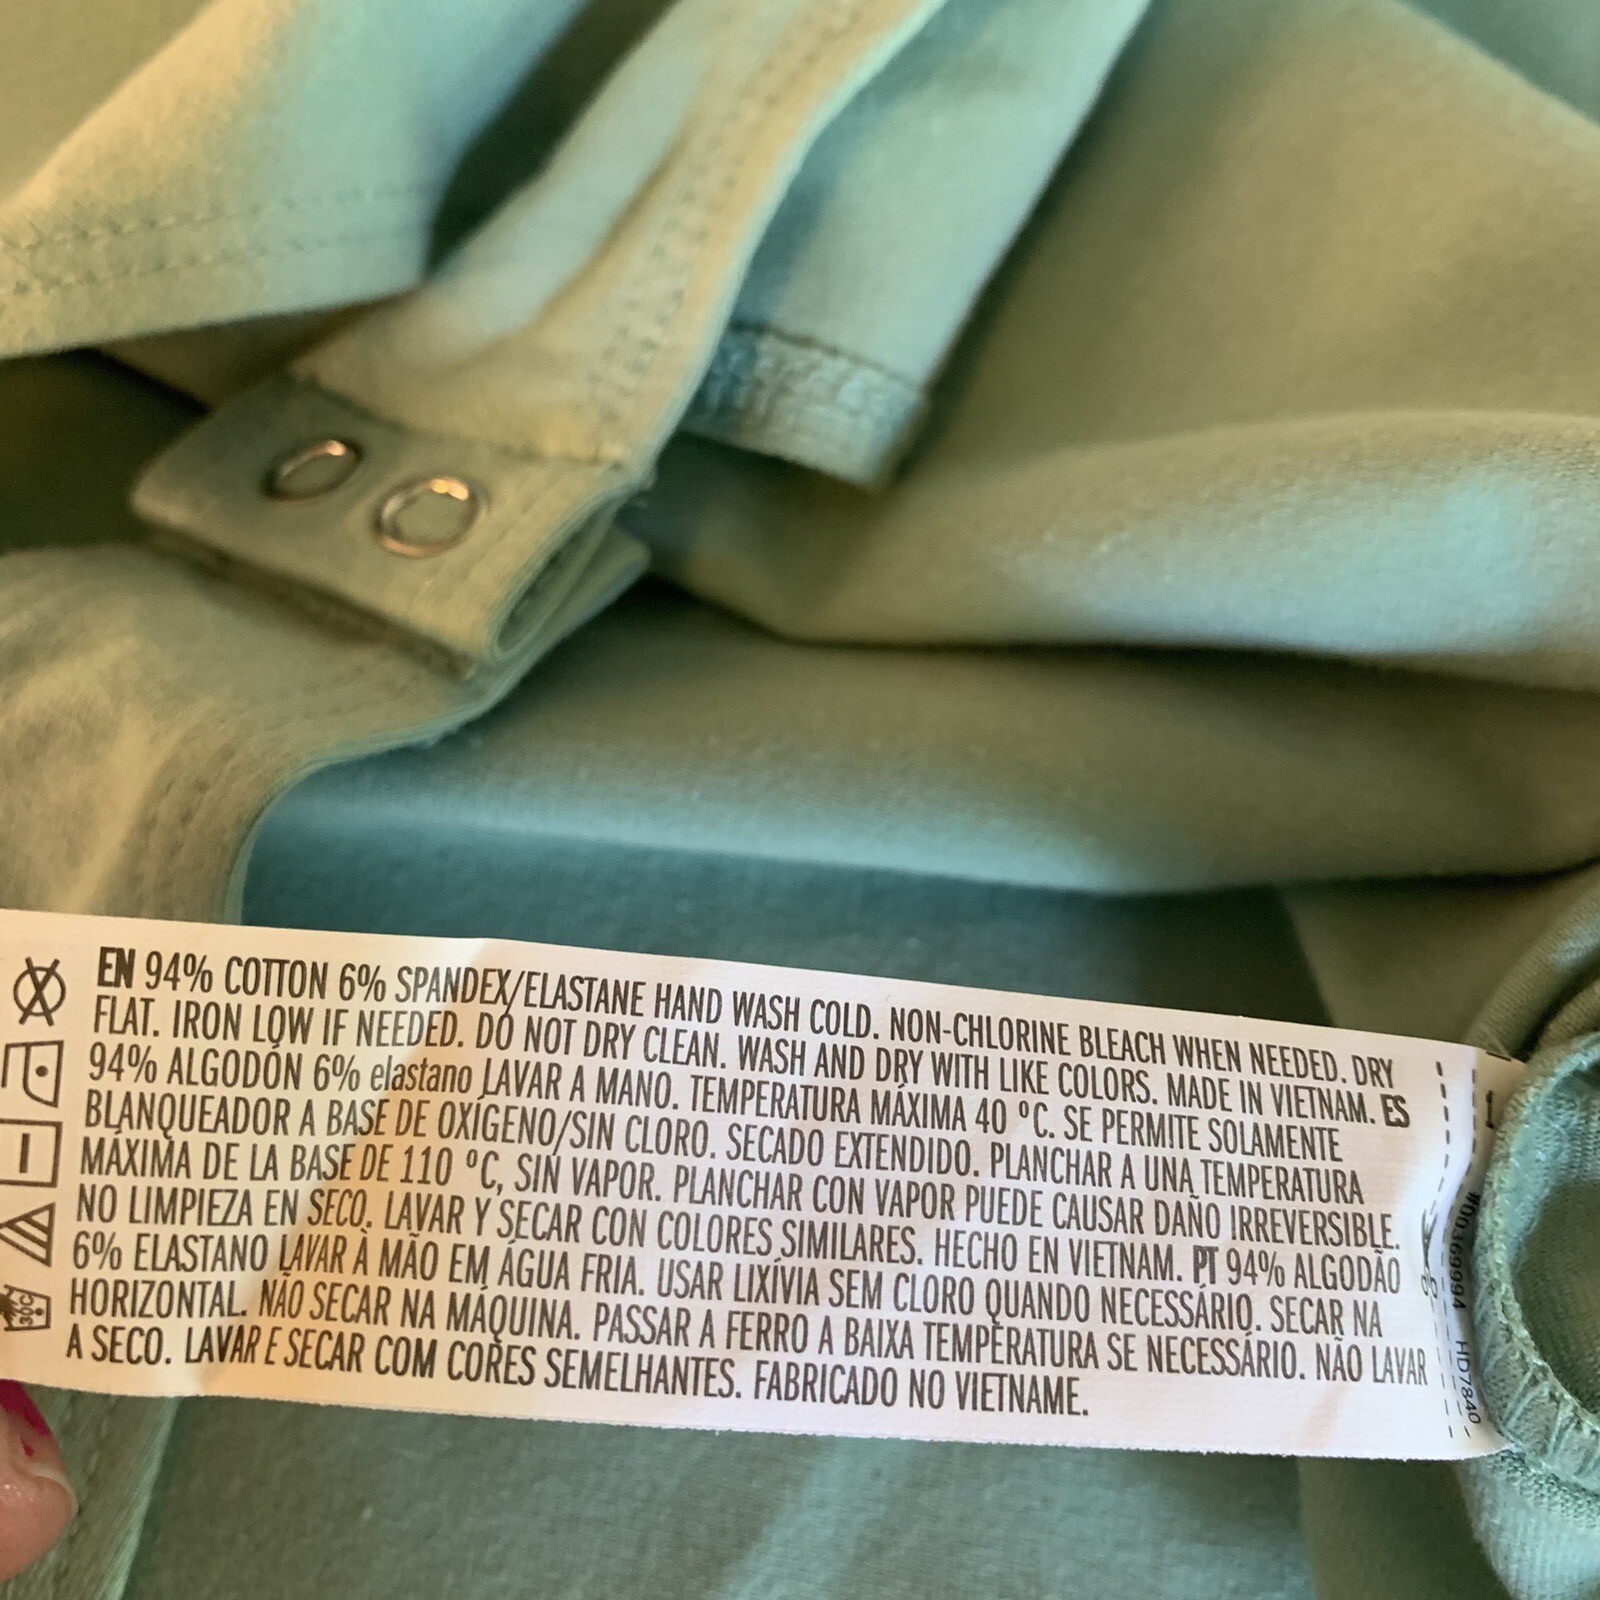 EN 94% COTTON 6% SPANDEX/ELASTANE HAND WASH COLD. NON-CHLORINE BLEACH WHEN NEEDED. DRY
FLAT. IRON LOW IF NEEDED. DO NOT DRY CLEAN. WASH AND DRY WITH LIKE COLORS. MADE IN VIETNAM. ES
94% ALGODÓN 6% elastano LAVAR A MANO. TEMPERATURA MÁXIMA 40 ºC. SE PERMITE SOLAMENTE
BLANQUEADOR A BASE DE OXÍGENO/SIN CLORO. SECADO EXTENDIDO. PLANCHAR A UNA TEMPERATURA
MÁXIMA DE LA BASE DE 110 ºC, SIN VAPOR. PLANCHAR CON VAPOR PUEDE CAUSAR DAÑO IRREVERSIBLE.
NO LIMPIEZA EN SECO. LAVAR Y SECAR CON COLORES SIMILARES. HECHO EN VIETNAM. PT 94% ALGODÃO
6% ELASTANO LAVAR À MÃO EM ÁGUA FRIA. USAR LIXÍVIA SEM CLORO QUANDO NECESSÁRIO. SECAR NA
HORIZONTAL. NÃO SECAR NA MÁQUINA. PASSAR A FERRO A BAIXA TEMPERATURA SE NECESSÁRIO. NÃO LAVAR
A SECO. LAVAR E SECAR COM CORES SEMELHANTES. FABRICADO NO VIETNAME.
30C
HD7840